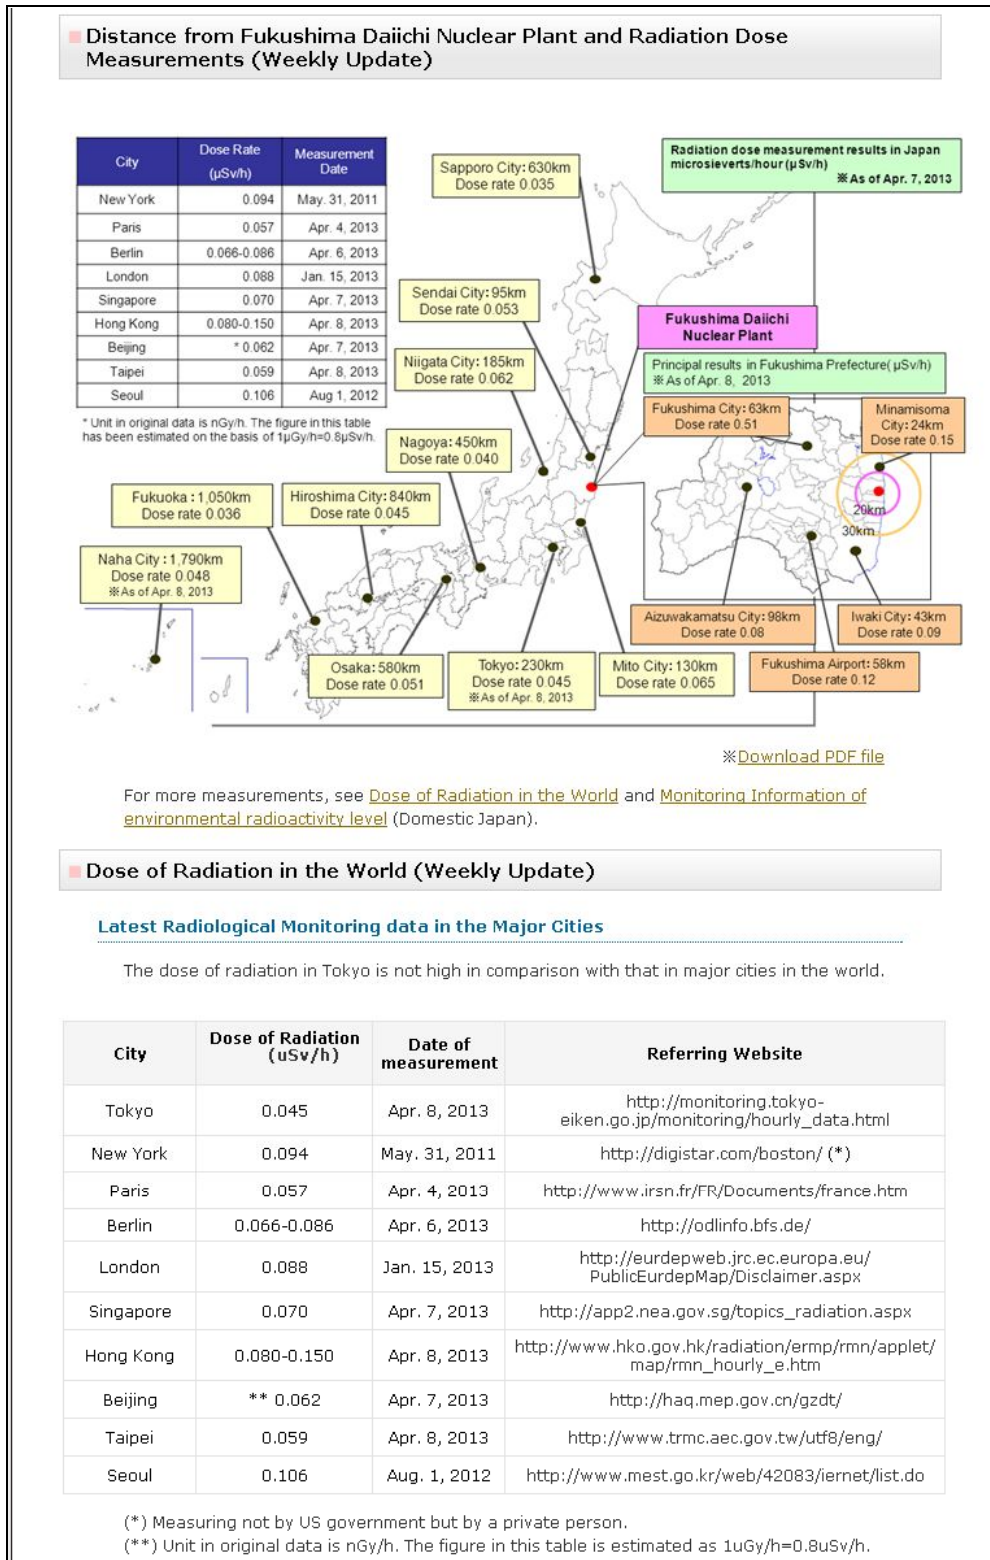 Distance from Fukushima Daiichi Nuclear Plant and Radiation Dose
Measurements (Weekly Update)
City Dose Rate (μSv/h) Measurement Date
New York 0.094 May. 31, 2011
Paris 0.057 Apr. 4, 2013
Berlin 0.066-0.086 Apr. 6, 2013
London 0.088 Jan. 15, 2013
Singapore 0.070 Apr. 7, 2013
Hong Kong 0.080-0.150 Apr. 8, 2013
Beijing * 0.062 Apr. 7, 2013
Taipei 0.059 Apr. 8, 2013
Seoul 0.106 Aug 1, 2012
* Unit in original data is nGy/h. The figure in this table
has been estimated on the basis of 1μGy/h=0.8μSv/h.
Radiation dose measurement results in Japan
microsieverts/hour (μSv/h)
※As of Apr. 7, 2013
Sapporo City: 630km
Dose rate 0.035
Sendai City: 95km
Dose rate 0.053
Niigata City: 185km
Dose rate 0.062
Nagoya: 450km
Dose rate 0.040
Hiroshima City: 840km
Dose rate 0.045
Fukuoka : 1,050km
Dose rate 0.036
Naha City : 1,790km
Dose rate 0.048
※As of Apr. 8, 2013
Osaka: 580km
Dose rate 0.051
Tokyo: 230km
Dose rate 0.045
※As of Apr. 8, 2013
Mito City: 130km
Dose rate 0.065
Fukushima Daiichi
Nuclear Plant
Principal results in Fukushima Prefecture( μSv/h)
※As of Apr. 8, 2013
Fukushima City: 63km
Dose rate 0.51
Minamisoma
City: 24km
Dose rate 0.15
20km
30km
Aizuwakamatsu City: 98km
Dose rate 0.08
Iwaki City: 43km
Dose rate 0.09
Fukushima Airport: 58km
Dose rate 0.12
※Download PDF file
For more measurements, see Dose of Radiation in the World and Monitoring Information of
environmental radioactivity level (Domestic Japan).
Dose of Radiation in the World (Weekly Update)
Latest Radiological Monitoring data in the Major Cities
The dose of radiation in Tokyo is not high in comparison with that in major cities in the world.
City Dose of Radiation (uSv/h) Date of measurement Referring Website
Tokyo 0.045 Apr. 8, 2013 http://monitoring.tokyo-
eiken.go.jp/monitoring/hourly_data.html
New York 0.094 May. 31, 2011 http://digistar.com/boston/ (*)
Paris 0.057 Apr. 4, 2013 http://www.irsn.fr/FR/Documents/france.htm
Berlin 0.066-0.086 Apr. 6, 2013 http://odlinfo.bfs.de/
London 0.088 Jan. 15, 2013 http://eurdepweb.jrc.ec.europa.eu/
PublicEurdepMap/Disclaimer.aspx
Singapore 0.070 Apr. 7, 2013 http://app2.nea.gov.sg/topics_radiation.aspx
Hong Kong 0.080-0.150 Apr. 8, 2013 http://www.hko.gov.hk/radiation/ermp/rmn/applet/
map/rmn_hourly_e.htm
Beijing ** 0.062 Apr. 7, 2013 http://haq.mep.gov.cn/gzdt/
Taipei 0.059 Apr. 8, 2013 http://www.trmc.aec.gov.tw/utf8/eng/
Seoul 0.106 Aug. 1, 2012 http://www.mest.go.kr/web/42083/iernet/list.do
(*) Measuring not by US government but by a private person.
(**) Unit in original data is nGy/h. The figure in this table is estimated as 1uGy/h=0.8uSv/h.